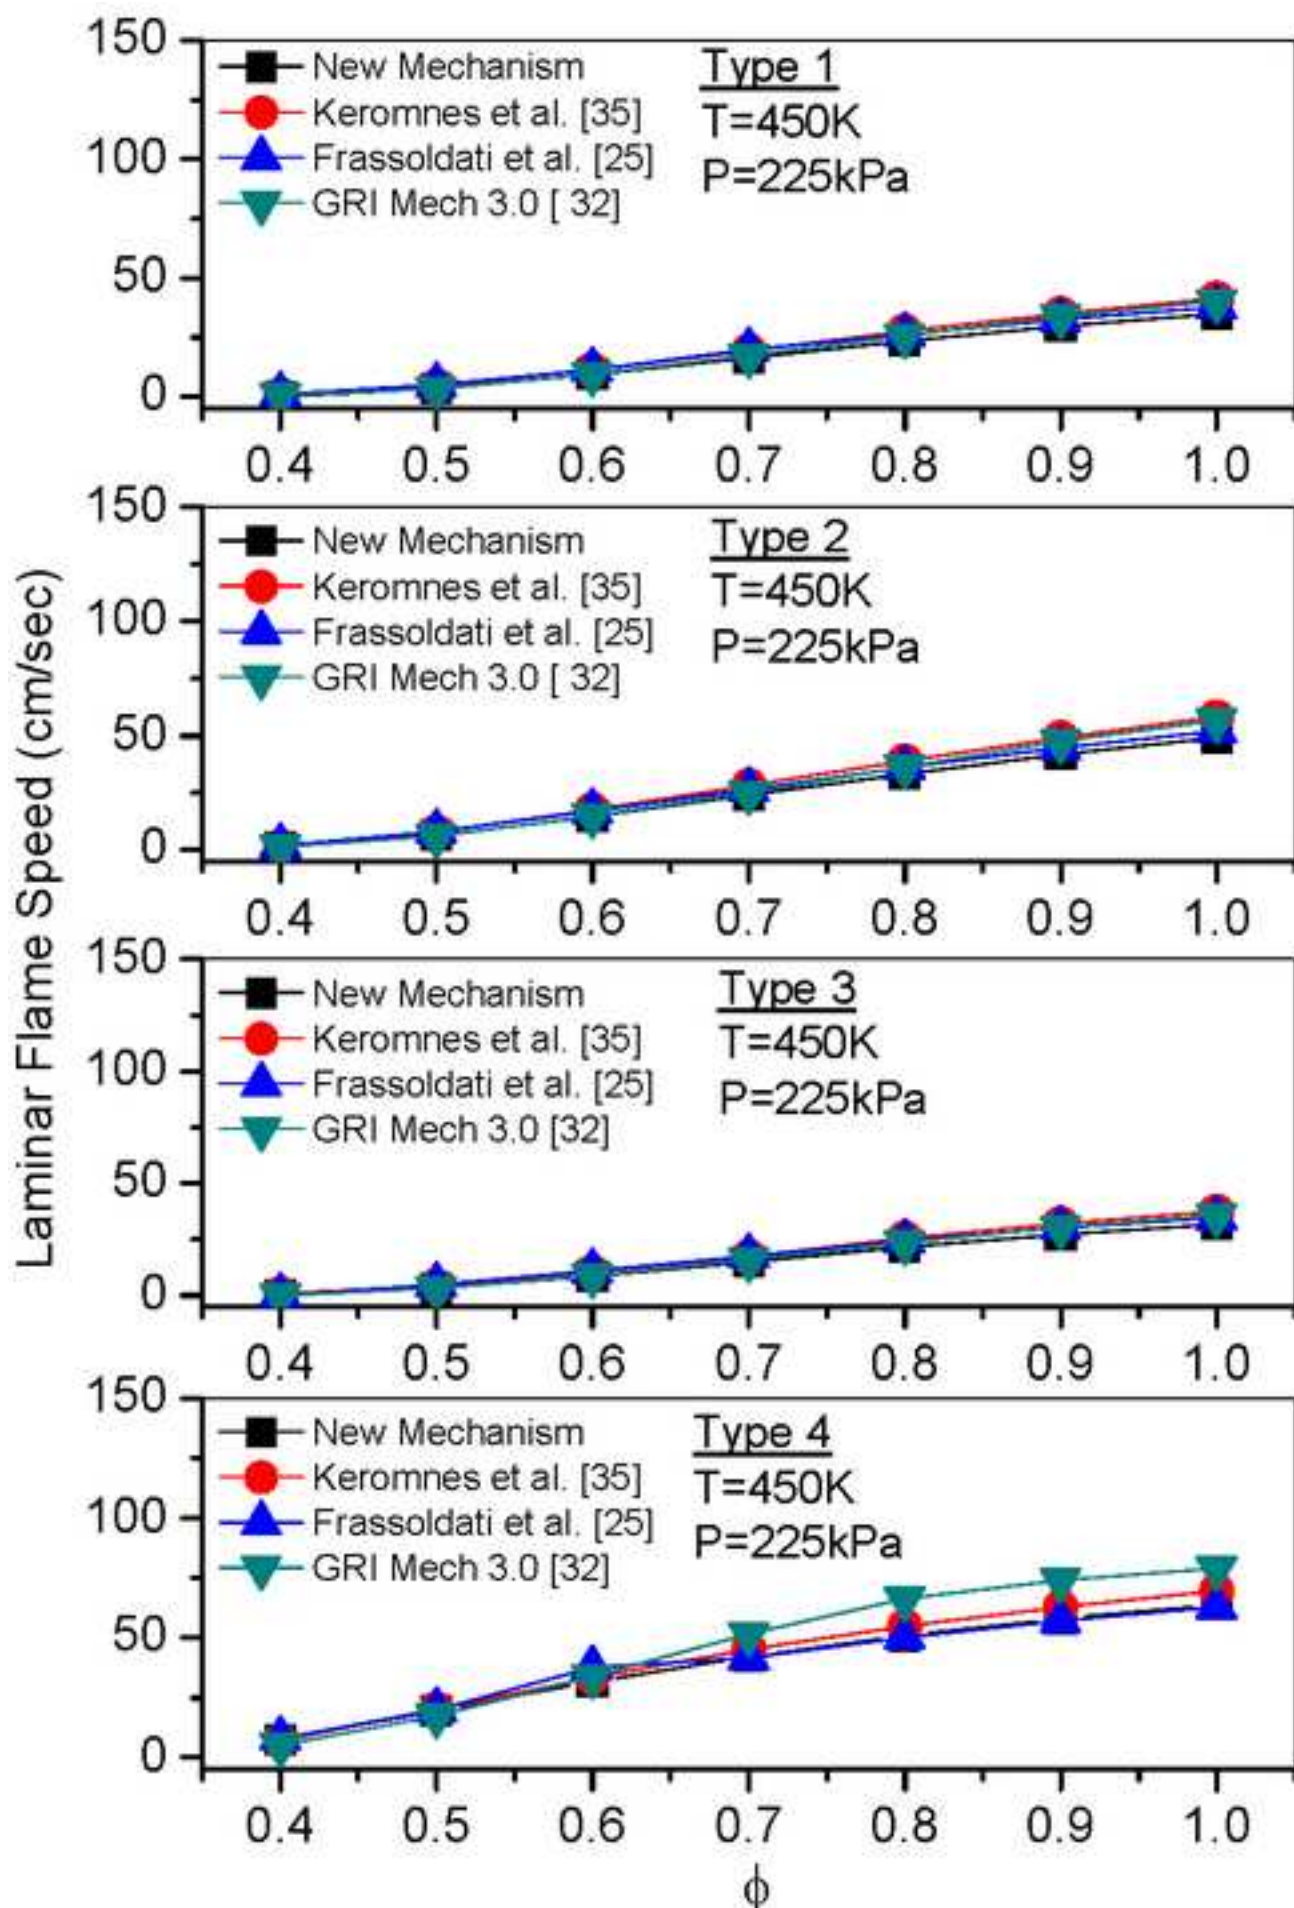 Laminar Flame Speed (cm/sec)
150
100
50
0
New Mechanism
Keromnes et al. [35]
Frassoldati et al. [25]
GRI Mech 3.0 [ 32]
Type 1
T=450K
P=225kPa
0.4 0.5 0.6 0.7 0.8 0.9 1.0
150
100
50
0
New Mechanism
Keromnes et al. [35]
Frassoldati et al. [25]
GRI Mech 3.0 [ 32]
Type 2
T=450K
P=225kPa
0.4 0.5 0.6 0.7 0.8 0.9 1.0
150
100
50
0
New Mechanism
Keromnes et al. [35]
Frassoldati et al. [25]
GRI Mech 3.0 [32]
Type 3
T=450K
P=225kPa
0.4 0.5 0.6 0.7 0.8 0.9 1.0
150
100
50
0
New Mechanism
Keromnes et al. [35]
Frassoldati et al. [25]
GRI Mech 3.0 [32]
Type 4
T=450K
P=225kPa
0.4 0.5 0.6 0.7 0.8 0.9 1.0
ϕ